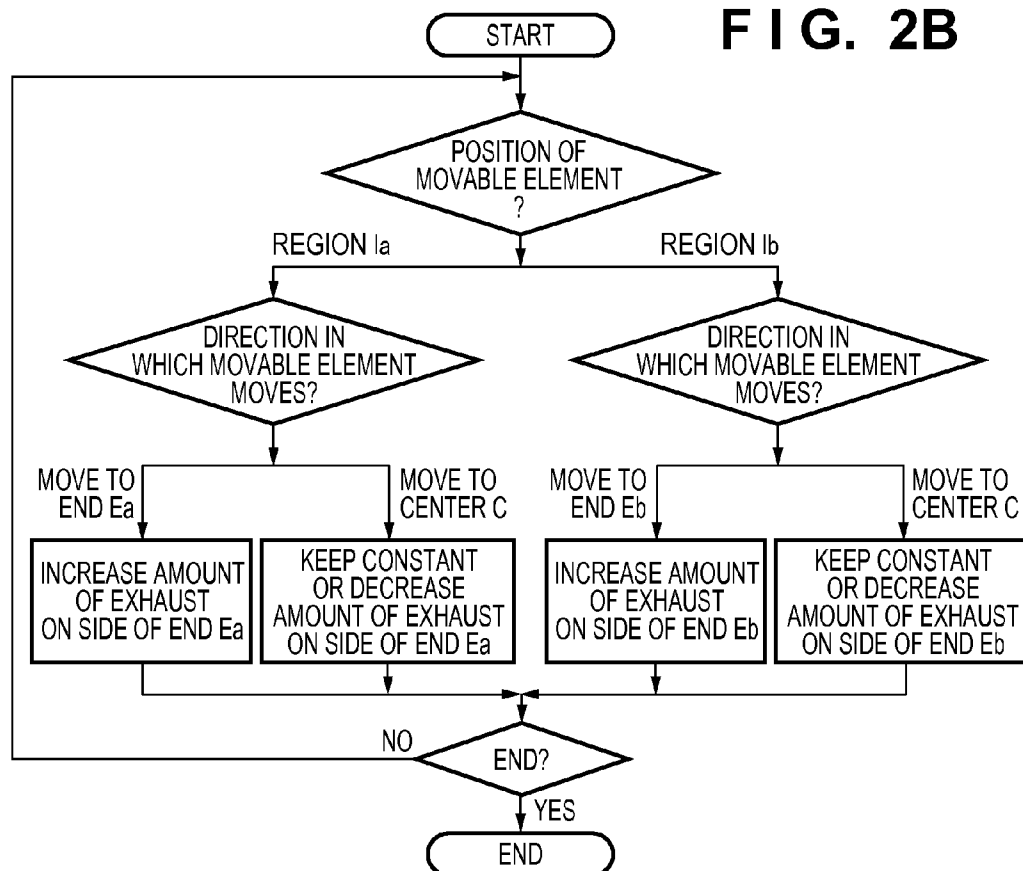 START
F I G. 2B
POSITION OF
MOVABLE ELEMENT
?
REGION Ia
REGION Ib
DIRECTION IN
WHICH MOVABLE ELEMENT
MOVES?
DIRECTION IN
WHICH MOVABLE ELEMENT
MOVES?
MOVE TO
END Ea
MOVE TO
CENTER C
MOVE TO
END Eb
MOVE TO
CENTER C
INCREASE AMOUNT
OF EXHAUST
ON SIDE OF END Ea
KEEP CONSTANT
OR DECREASE
AMOUNT OF EXHAUST
ON SIDE OF END Ea
INCREASE AMOUNT
OF EXHAUST
ON SIDE OF END Eb
KEEP CONSTANT
OR DECREASE
AMOUNT OF EXHAUST
ON SIDE OF END Eb
NO
END?
YES
END